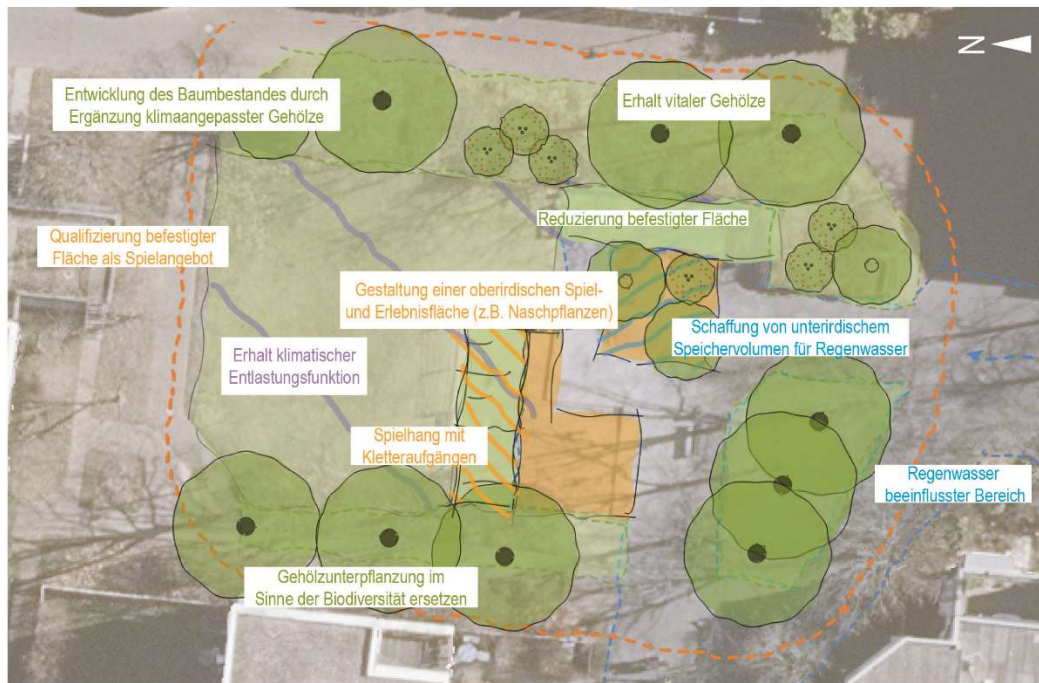 N
Entwicklung des Baumbestandes durch
Ergänzung klimaangepasster Gehölze
Erhalt vitaler Gehölze
Reduzierung befestigter Fläche
Qualifizierung befestigter
Fläche als Spielangebot
Gestaltung einer oberirdischen Spiel-
und Erlebnisfläche (z.B. Naschpflanzen)
Schaffung von unterirdischem
Speichervolumen für Regenwasser
Erhalt klimatischer
Entlastungsfunktion
Spielhang mit
Kletteraufgängen
Regenwasser
beeinflusster Bereich
Gehölzunterpflanzung im
Sinne der Biodiversität ersetzen